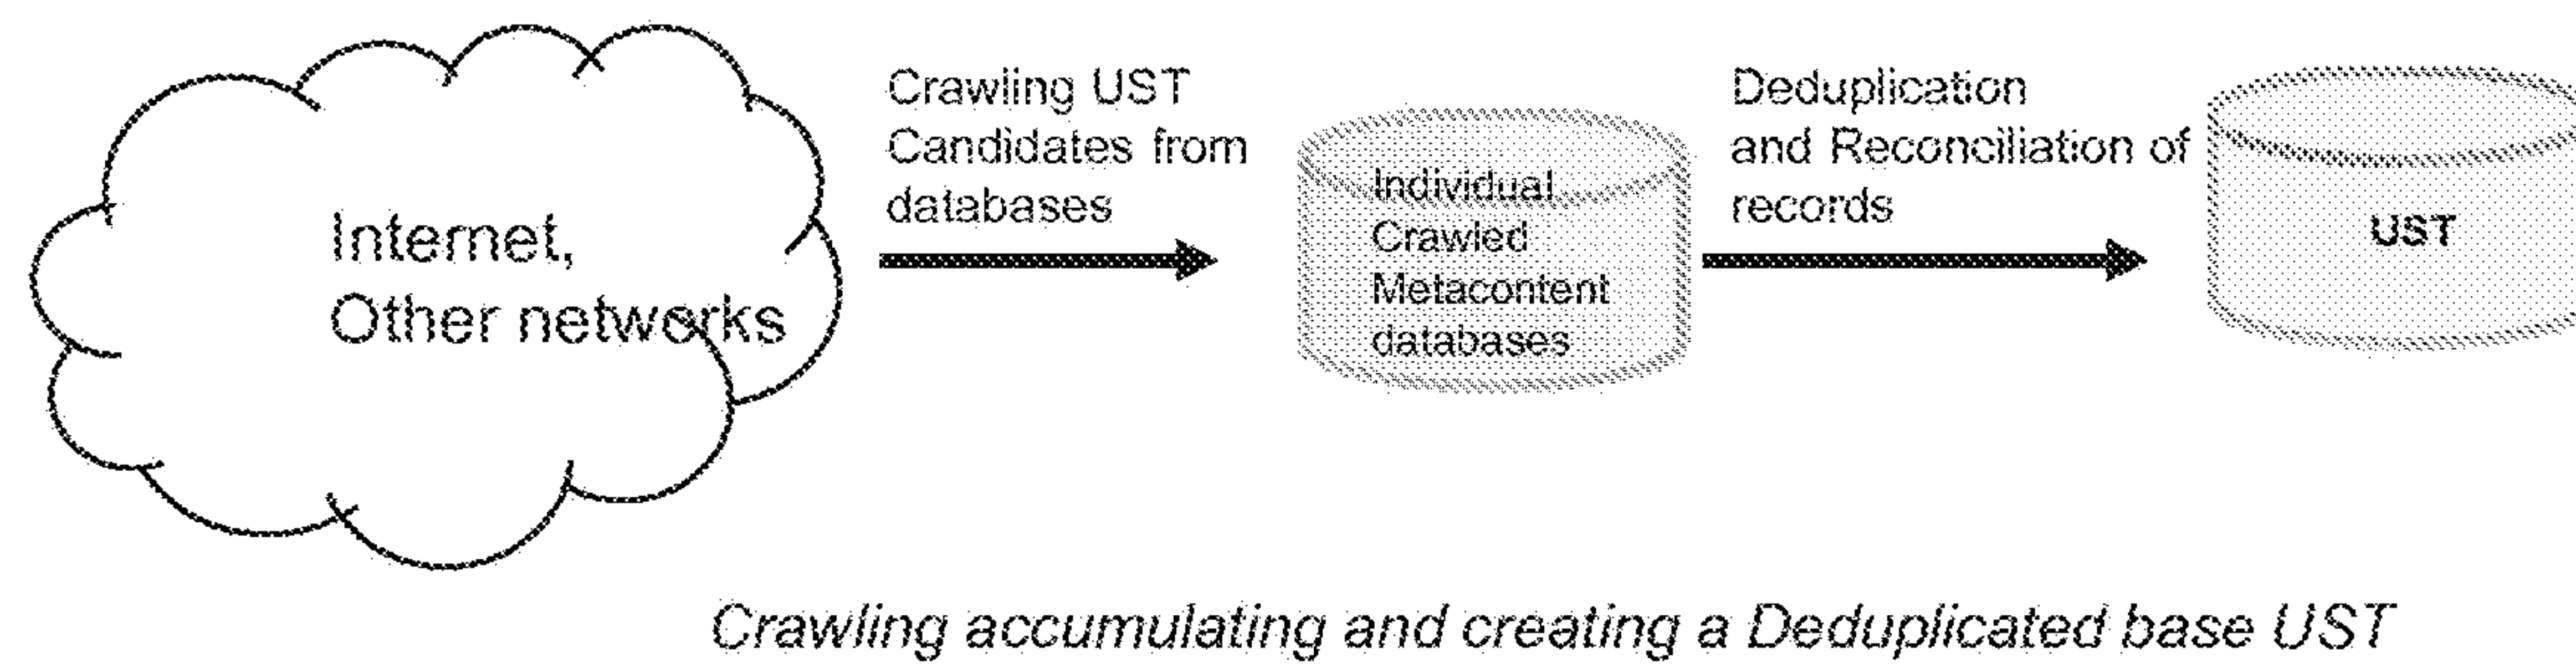 Internet,
Other networks
Crawling UST
Candidates from
databases
Individual
Crawled
Metacontent
databases
Deduplication
and Reconciliation of
records
UST
Crawling accumulating and creating a Deduplicated base UST